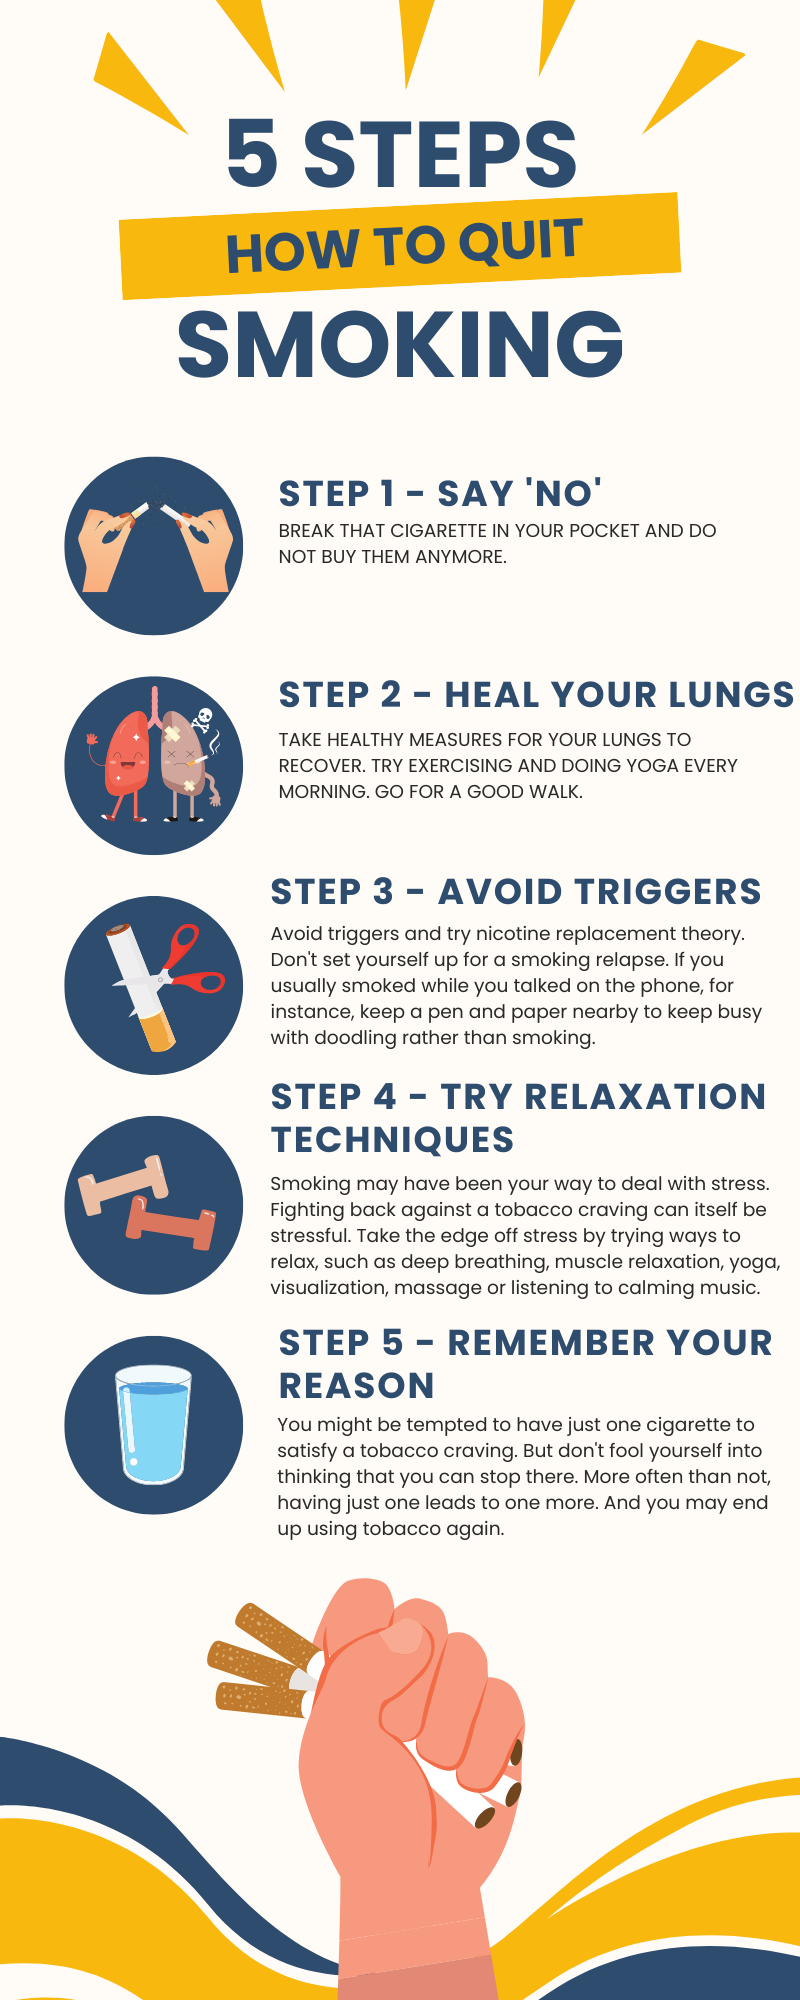 5 STEPS
HOW TO QUIT
SMOKING
STEP 1 - SAY 'NO'
BREAK THAT CIGARETTE IN YOUR POCKET AND DO
NOT BUY THEM ANYMORE.
STEP 2 - HEAL YOUR LUNGS
TAKE HEALTHY MEASURES FOR YOUR LUNGS TO
RECOVER. TRY EXERCISING AND DOING YOGA EVERY
MORNING. GO FOR A GOOD WALK.
STEP 3 - AVOID TRIGGERS
Avoid triggers and try nicotine replacement theory.
Don't set yourself up for a smoking relapse. If you
usually smoked while you talked on the phone, for
instance, keep a pen and paper nearby to keep busy
with doodling rather than smoking.
STEP 4 - TRY RELAXATION
TECHNIQUES
Smoking may have been your way to deal with stress.
Fighting back against a tobacco craving can itself be
stressful. Take the edge off stress by trying ways to
relax, such as deep breathing, muscle relaxation, yoga,
visualization, massage or listening to calming music.
STEP 5 - REMEMBER YOUR
REASON
You might be tempted to have just one cigarette to
satisfy a tobacco craving. But don't fool yourself into
thinking that you can stop there. More often than not,
having just one leads to one more. And you may end
up using tobacco again.